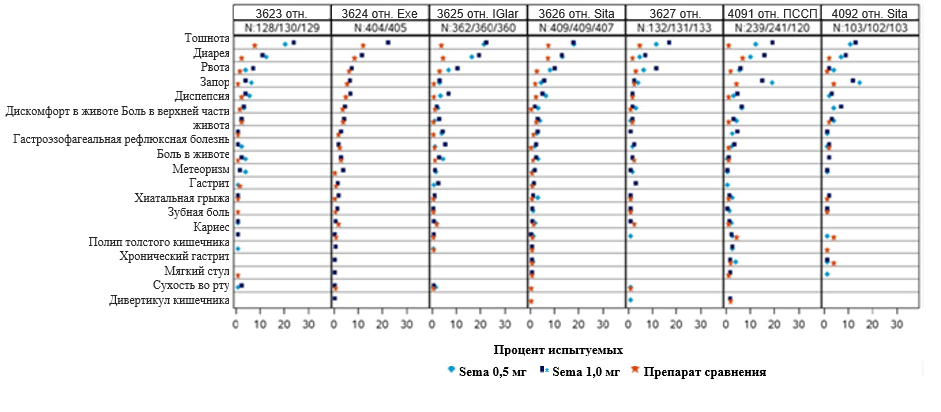 3623 отн. 3624 отн. Exe 3625 отн. IGlar 3626 отн. Sita 3627 отн. 4091 отн. ПССП 4092 отн. Sita
N:128/130/129 N:404/405 N:362/360/360 N:409/409/407 N:132/131/133 N:239/241/120 N:103/102/103
Тошнота
Диарея
Рвота
Запор
Диспепсия
Дискомфорт в животе Боль в верхней части
живота
Гастроэзофагеальная рефлюксная болезнь
Боль в животе
Метеоризм
Гастрит
Хиатальная грыжа
Зубная боль
Кариес
Полип толстого кишечника
Хронический гастрит
Мягкий стул
Сухость во рту
Дивертикул кишечника
0 10 20 30 0 10 20 30 0 10 20 30 0 10 20 30 0 10 20 30 0 10 20 30 0 10 20 30
Процент испытуемых
Sema 0,5 мг Sema 1,0 мг Препарат сравнения